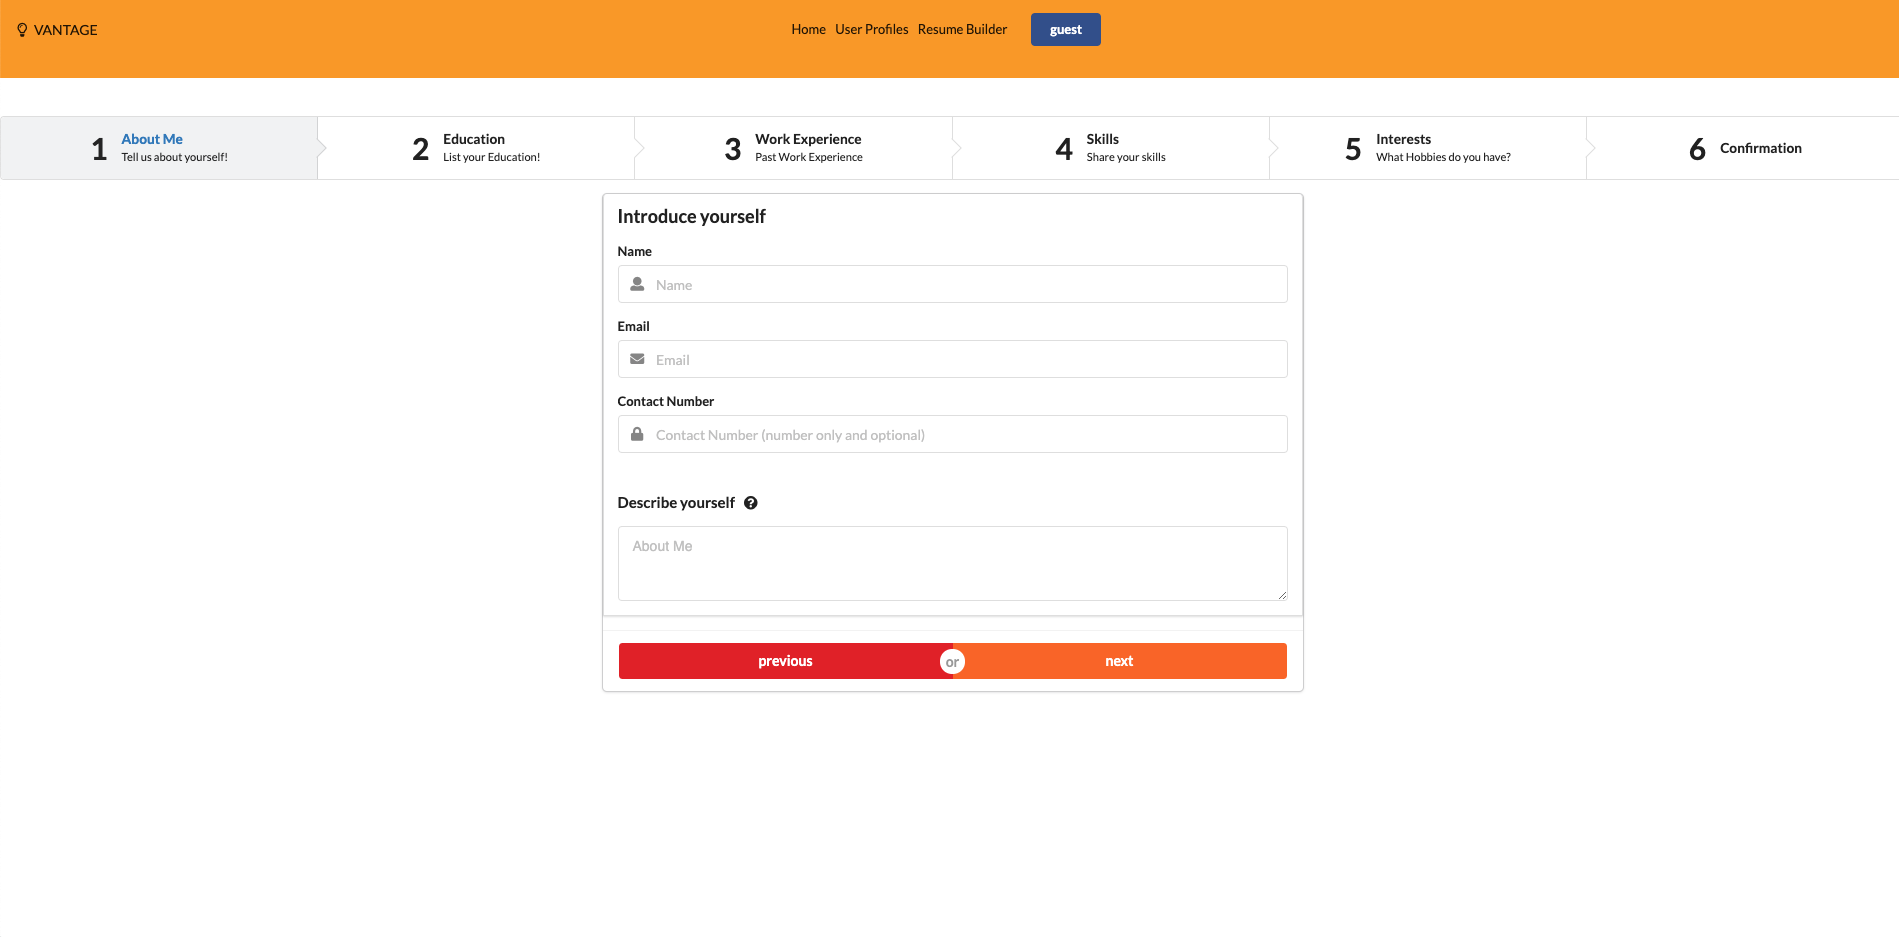 VANTAGE
Home User Profiles Resume Builder guest
1 About Me
Tell us about yourself!
2 Education
List your Education!
3 Work Experience
Past Work Experience
4 Skills
Share your skills
5 Interests
What Hobbies do you have?
6 Confirmation
Introduce yourself
Name
Name
Email
Email
Contact Number
Contact Number (number only and optional)
Describe yourself ?
About Me
previous or next